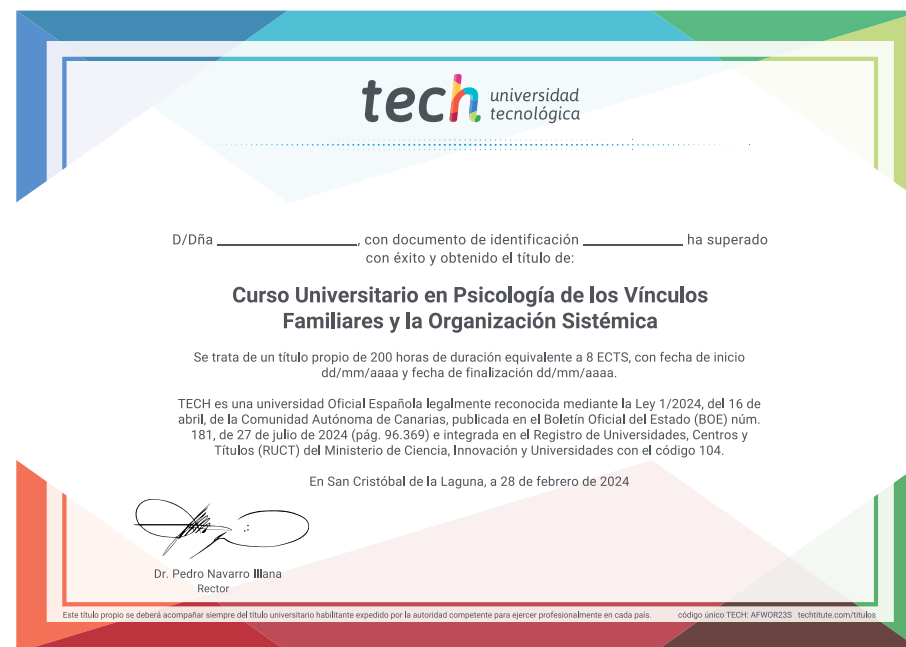 tech universidad
tecnológica
D/Dña ____________________, con documento de identificación ______________ ha superado
con éxito y obtenido el título de:
Curso Universitario en Psicología de los Vínculos
Familiares y la Organización Sistémica
Se trata de un título propio de 200 horas de duración equivalente a 8 ECTS, con fecha de inicio
dd/mm/aaaa y fecha de finalización dd/mm/aaaa.
TECH es una universidad Oficial Española legalmente reconocida mediante la Ley 1/2024, del 16 de
abril, de la Comunidad Autónoma de Canarias, publicada en el Boletín Oficial del Estado (BOE) núm.
181, de 27 de julio de 2024 (pág. 96.369) e integrada en el Registro de Universidades, Centros y
Títulos (RUCT) del Ministerio de Ciencia, Innovación y Universidades con el código 104.
En San Cristóbal de la Laguna, a 28 de febrero de 2024
Dr. Pedro Navarro Illana
Rector
Este título propio se deberá acompañar siempre del título universitario habilitante expedido por la autoridad competente para ejercer profesionalmente en cada país. código único TECH: AFWOR23S techtitute.com/titulos